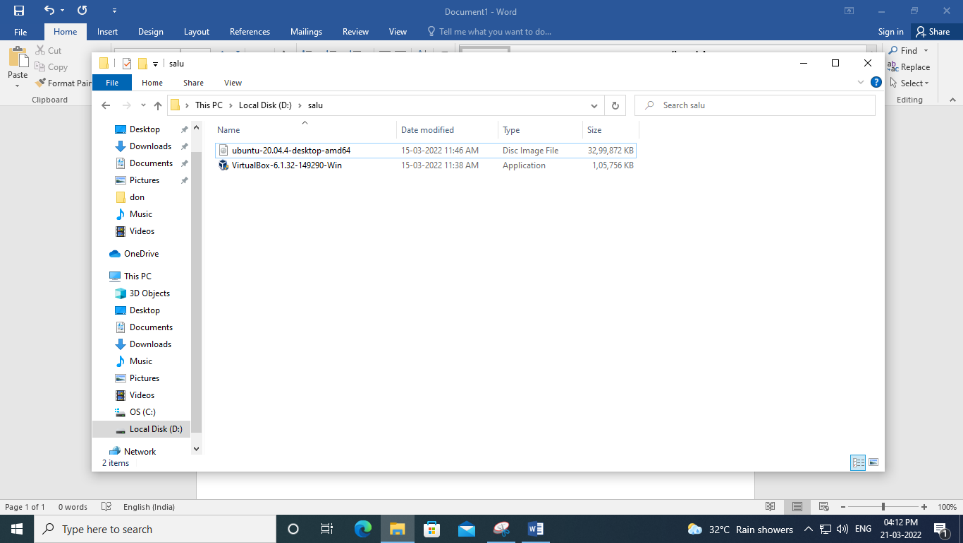 Document1 - Word
File Home Insert Design Layout References Mailings Review View Tell me what you want to do... Sign in Share
Paste
Cut
Copy
Format Pain
Clipboard
Find
Replace
Select
Editing
salu
File Home Share View
This PC Local Disk (D:) salu
Search salu
Name Date modified Type Size
ubuntu-20.04.4-desktop-amd64 15-03-2022 11:46 AM Disc Image File 32,99,872 KB
VirtualBox-6.1.32-149290-Win 15-03-2022 11:38 AM Application 1,05,756 KB
Desktop
Downloads
Documents
Pictures
don
Music
Videos
OneDrive
This PC
3D Objects
Desktop
Documents
Downloads
Music
Pictures
Videos
OS (C:)
Local Disk (D:)
Network
2 items
Page 1 of 1 0 words English (India) 100%
Type here to search
32°C Rain showers ENG
04:12 PM
21-03-2022
1